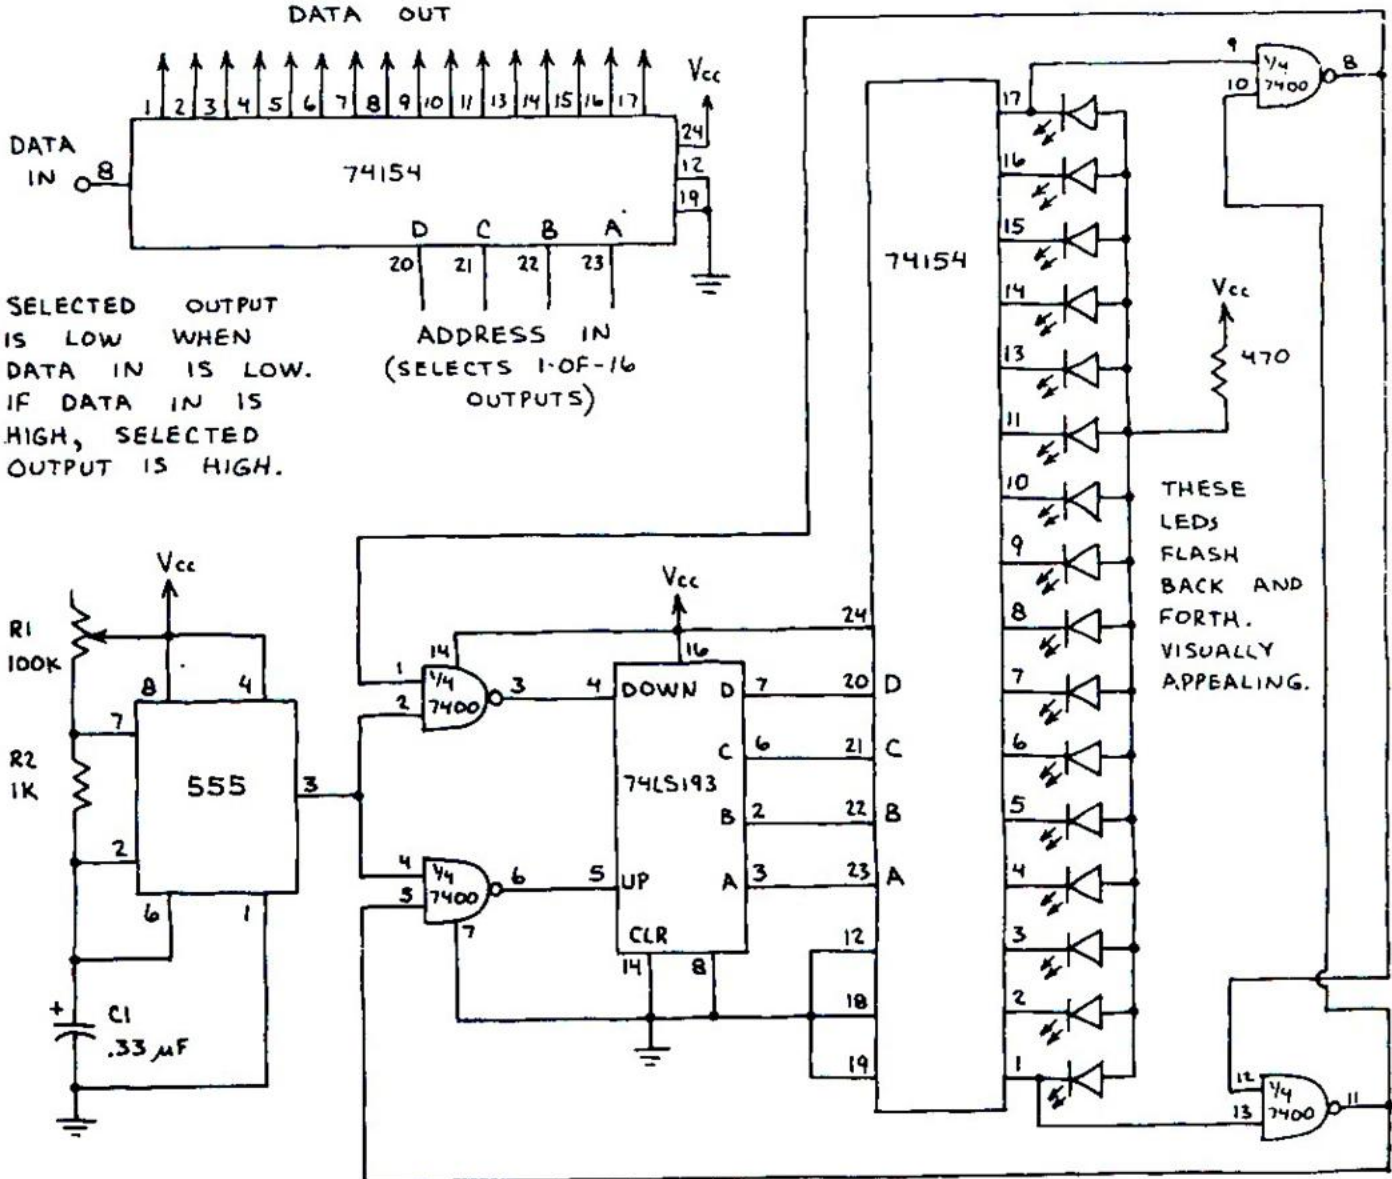 DATA OUT
1 2 3 4 5 6 7 8 9 10 11 13 14 15 16 17
Vcc
24
12
19
DATA
IN
8
74154
D C B A
20 21 22 23
ADDRESS IN
(SELECTS 1-OF-16
OUTPUTS)
SELECTED OUTPUT
IS LOW WHEN
DATA IN IS LOW.
IF DATA IN IS
HIGH, SELECTED
OUTPUT IS HIGH.
Vcc
R1
100K
8
4
7
R2
1K
555
3
2
6
1
+
C1
.33 µF
1
2
14
1/4
7400
3
4
5
1/4
7400
6
7
Vcc
16
4 DOWN D 7
C 6
74LS193
B 2
5 UP A 3
CLR
14
8
24
20 D
21 C
22 B
23 A
12
18
19
74154
17
16
15
14
13
11
10
9
8
7
6
5
4
3
2
1
9
10
1/4
7400
8
Vcc
470
THESE
LEDS
FLASH
BACK AND
FORTH.
VISUALLY
APPEALING.
12
13
1/4
7400
11